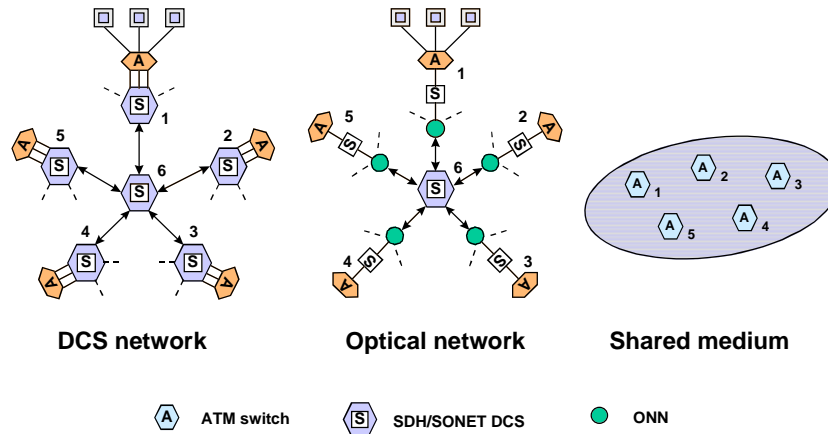 A
S
1
5
A
S
2
S
A
6
S
4
S
A
3
S
A
DCS network
A
1
S
5
A
S
2
S
A
6
S
4
S
A
3
S
A
Optical network
A 1
A 2
A 3
A 4
A 5
Shared medium
A ATM switch
S SDH/SONET DCS
ONN